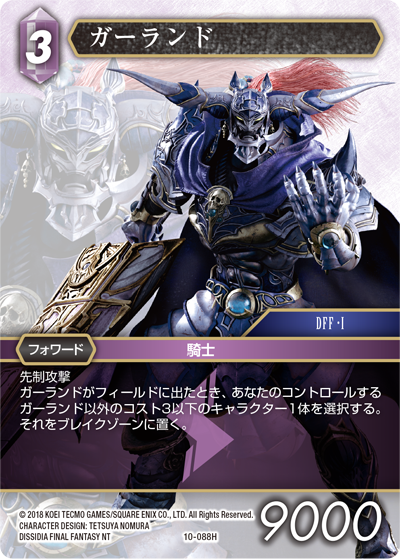 3
ガーランド
DFF・I
フォワード
騎士
先制攻撃
ガーランドがフィールドに出たとき、あなたのコントロールする
ガーランド以外のコスト3以下のキャラクター1体を選択する。
それをブレイクゾーンに置く。
© 2018 KOEI TECMO GAMES/SQUARE ENIX CO., LTD. All Rights Reserved.
CHARACTER DESIGN: TETSUYA NOMURA
DISSIDIA FINAL FANTASY NT
10-088H
9000